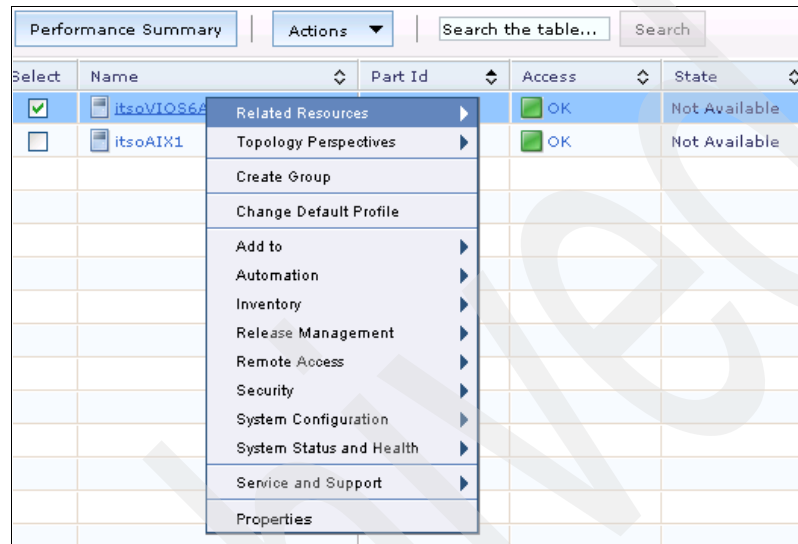 Performance Summary Actions Search the table... Search
Select Name Part Id Access State
itsoVIOS6A OK Not Available
itsoAIX1 OK Not Available
Related Resources
Topology Perspectives
Create Group
Change Default Profile
Add to
Automation
Inventory
Release Management
Remote Access
Security
System Configuration
System Status and Health
Service and Support
Properties